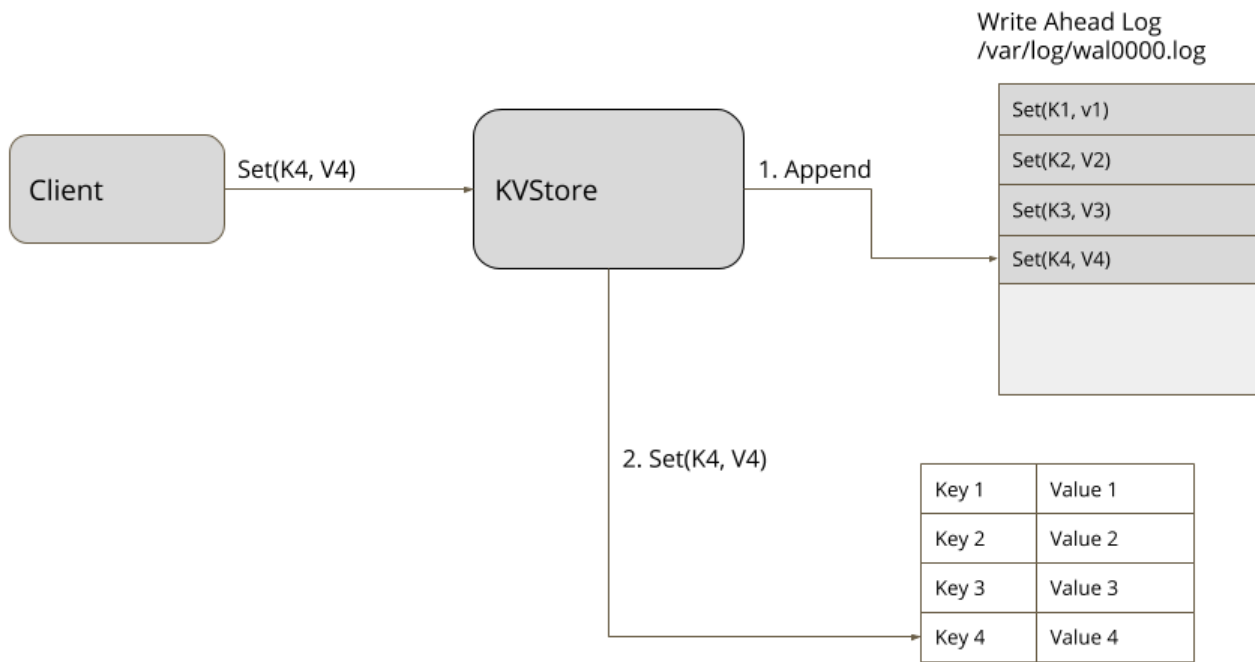 Write Ahead Log
/var/log/wal0000.log
Set(K1, v1)
Client
Set(K4, V4)
KVStore
1. Append
Set(K2, V2)
Set(K3, V3)
Set(K4, V4)
2. Set(K4, V4)
Key 1 Value 1
Key 2 Value 2
Key 3 Value 3
Key 4 Value 4